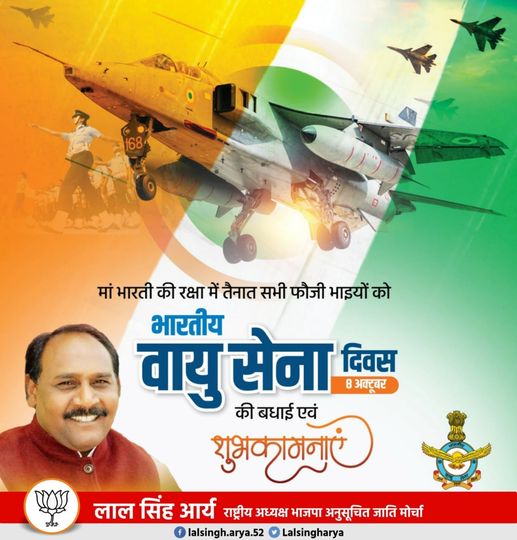 168
मां भारती की रक्षा में तैनात सभी फौजी भाइयों को
भारतीय
वायु सेना दिवस
8 अक्टूबर
की बधाई एवं
शुभकामनाएं
लाल सिंह आर्य राष्ट्रीय अध्यक्ष भाजपा अनुसूचित जाति मोर्चा
lalsingh.arya.52 Lalsingharya